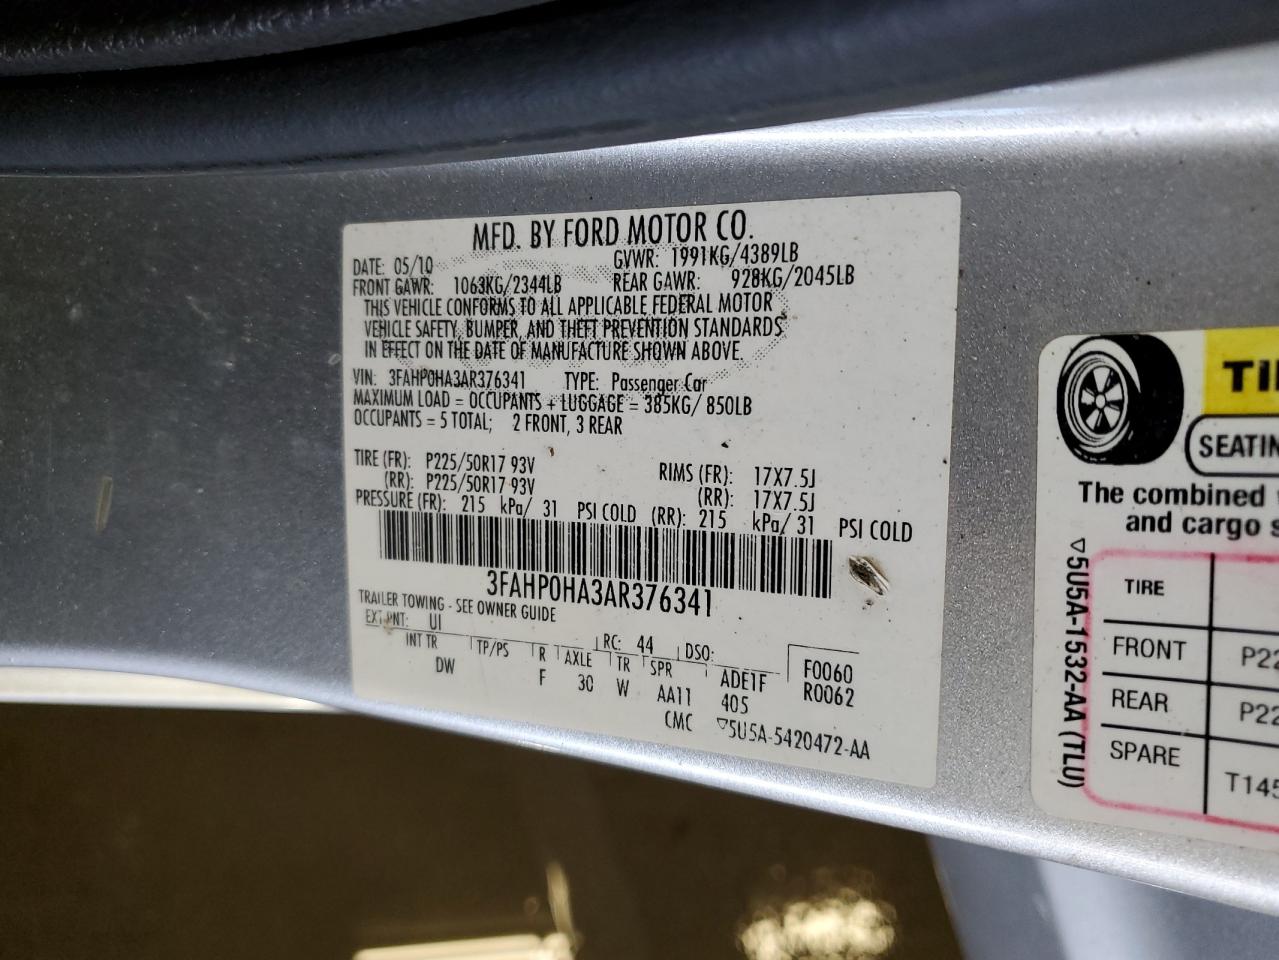 MFD. BY FORD MOTOR CO.
DATE: 05/10 GVWR: 1991KG/4389LB
FRONT GAWR: 1063KG/2344LB REAR GAWR: 928KG/2045LB
THIS VEHICLE CONFORMS TO ALL APPLICABLE FEDERAL MOTOR
VEHICLE SAFETY, BUMPER, AND THEFT PREVENTION STANDARDS
IN EFFECT ON THE DATE OF MANUFACTURE SHOWN ABOVE.
VIN: 3FAHP0HA3AR376341 TYPE: Passenger Car
MAXIMUM LOAD = OCCUPANTS + LUGGAGE = 385KG/ 850LB
OCCUPANTS = 5 TOTAL; 2 FRONT, 3 REAR
TIRE (FR): P225/50R17 93V RIMS (FR): 17X7.5J
(RR): P225/50R17 93V (RR): 17X7.5J
PRESSURE (FR): 215 kPa/ 31 PSI COLD (RR): 215 kPa/ 31 PSI COLD
3FAHP0HA3AR376341
TRAILER TOWING - SEE OWNER GUIDE
EXT PNT: UI RC: 44 DSO:
INT TR TP/PS R AXLE TR SPR ADE1F F0060
DW F 30 W AA11 405 R0062
CMC ▽5U5A-5420472-AA
SEATIN
The combined
and cargo s
TIRE
FRONT P22
REAR P22
SPARE T145
▽5U5A-1532-AA (TLU)